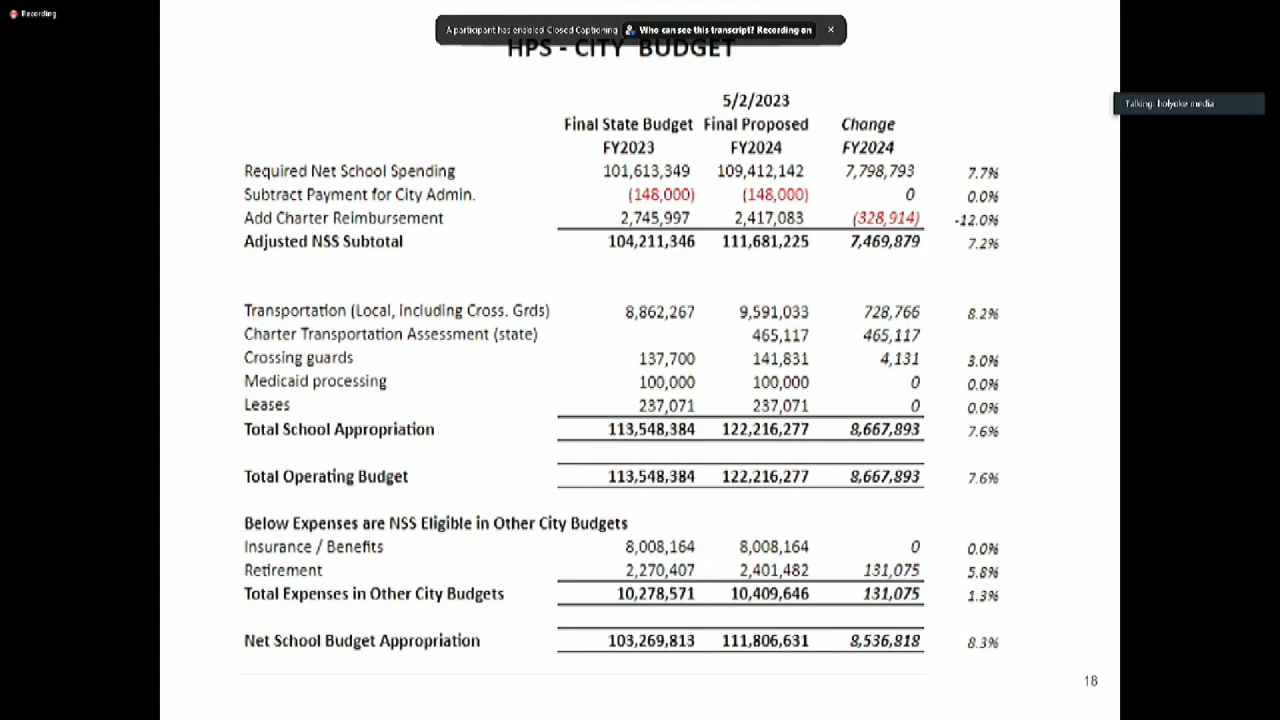 Recording
A participant has enabled Closed Captioning Who can see this transcript? Recording on ×
HPS - CITY BUDGET
Talking: holyoke media
5/2/2023
Final State Budget Final Proposed Change
FY2023 FY2024 FY2024
Required Net School Spending 101,613,349 109,412,142 7,798,793 7.7%
Subtract Payment for City Admin. (148,000) (148,000) 0 0.0%
Add Charter Reimbursement 2,745,997 2,417,083 (328,914) -12.0%
Adjusted NSS Subtotal 104,211,346 111,681,225 7,469,879 7.2%
Transportation (Local, Including Cross. Grds) 8,862,267 9,591,033 728,766 8.2%
Charter Transportation Assessment (state) 465,117 465,117
Crossing guards 137,700 141,831 4,131 3.0%
Medicaid processing 100,000 100,000 0 0.0%
Leases 237,071 237,071 0 0.0%
Total School Appropriation 113,548,384 122,216,277 8,667,893 7.6%
Total Operating Budget 113,548,384 122,216,277 8,667,893 7.6%
Below Expenses are NSS Eligible in Other City Budgets
Insurance / Benefits 8,008,164 8,008,164 0 0.0%
Retirement 2,270,407 2,401,482 131,075 5.8%
Total Expenses in Other City Budgets 10,278,571 10,409,646 131,075 1.3%
Net School Budget Appropriation 103,269,813 111,806,631 8,536,818 8.3%
18